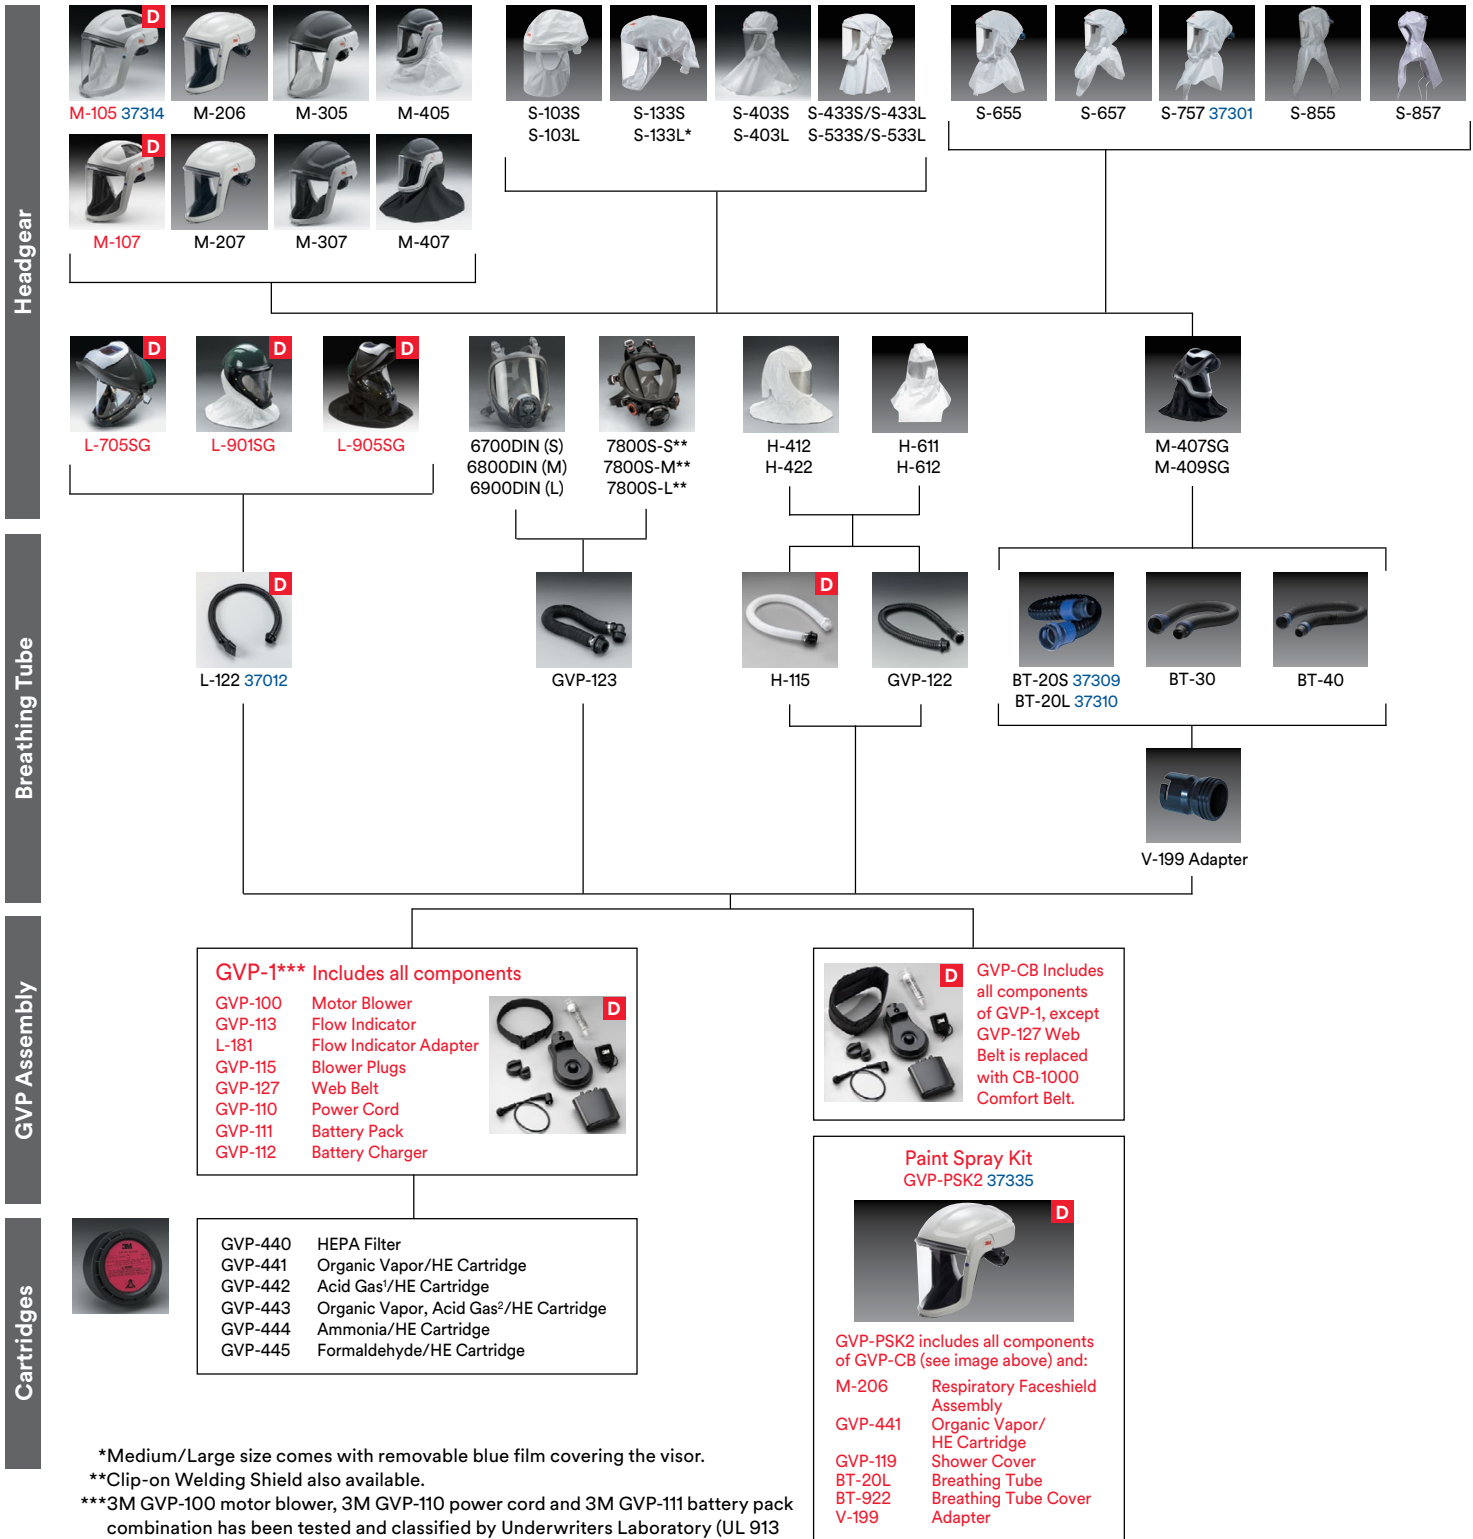 Headgear
D
M-105 37314
M-206
M-305
M-405
S-103S
S-103L
S-133S
S-133L*
S-403S
S-403L
S-433S/S-433L
S-533S/S-533L
S-655
S-657
S-757 37301
S-855
S-857
D
M-107
M-207
M-307
M-407
D
L-705SG
D
L-901SG
D
L-905SG
6700DIN (S)
6800DIN (M)
6900DIN (L)
7800S-S**
7800S-M**
7800S-L**
H-412
H-422
H-611
H-612
M-407SG
M-409SG
Breathing Tube
D
L-122 37012
GVP-123
D
H-115
GVP-122
BT-20S 37309
BT-20L 37310
BT-30
BT-40
V-199 Adapter
GVP Assembly
GVP-1*** Includes all components
GVP-100 Motor Blower
GVP-113 Flow Indicator
L-181 Flow Indicator Adapter
GVP-115 Blower Plugs
GVP-127 Web Belt
GVP-110 Power Cord
GVP-111 Battery Pack
GVP-112 Battery Charger
D
D
GVP-CB Includes
all components
of GVP-1, except
GVP-127 Web
Belt is replaced
with CB-1000
Comfort Belt.
Cartridges
3M
GVP-440 HEPA Filter
GVP-441 Organic Vapor/HE Cartridge
GVP-442 Acid Gas¹/HE Cartridge
GVP-443 Organic Vapor, Acid Gas²/HE Cartridge
GVP-444 Ammonia/HE Cartridge
GVP-445 Formaldehyde/HE Cartridge
Paint Spray Kit
GVP-PSK2 37335
D
GVP-PSK2 includes all components
of GVP-CB (see image above) and:
M-206 Respiratory Faceshield
Assembly
GVP-441 Organic Vapor/
HE Cartridge
GVP-119 Shower Cover
BT-20L Breathing Tube
BT-922 Breathing Tube Cover
V-199 Adapter
*Medium/Large size comes with removable blue film covering the visor.
**Clip-on Welding Shield also available.
***3M GVP-100 motor blower, 3M GVP-110 power cord and 3M GVP-111 battery pack
combination has been tested and classified by Underwriters Laboratory (UL 913